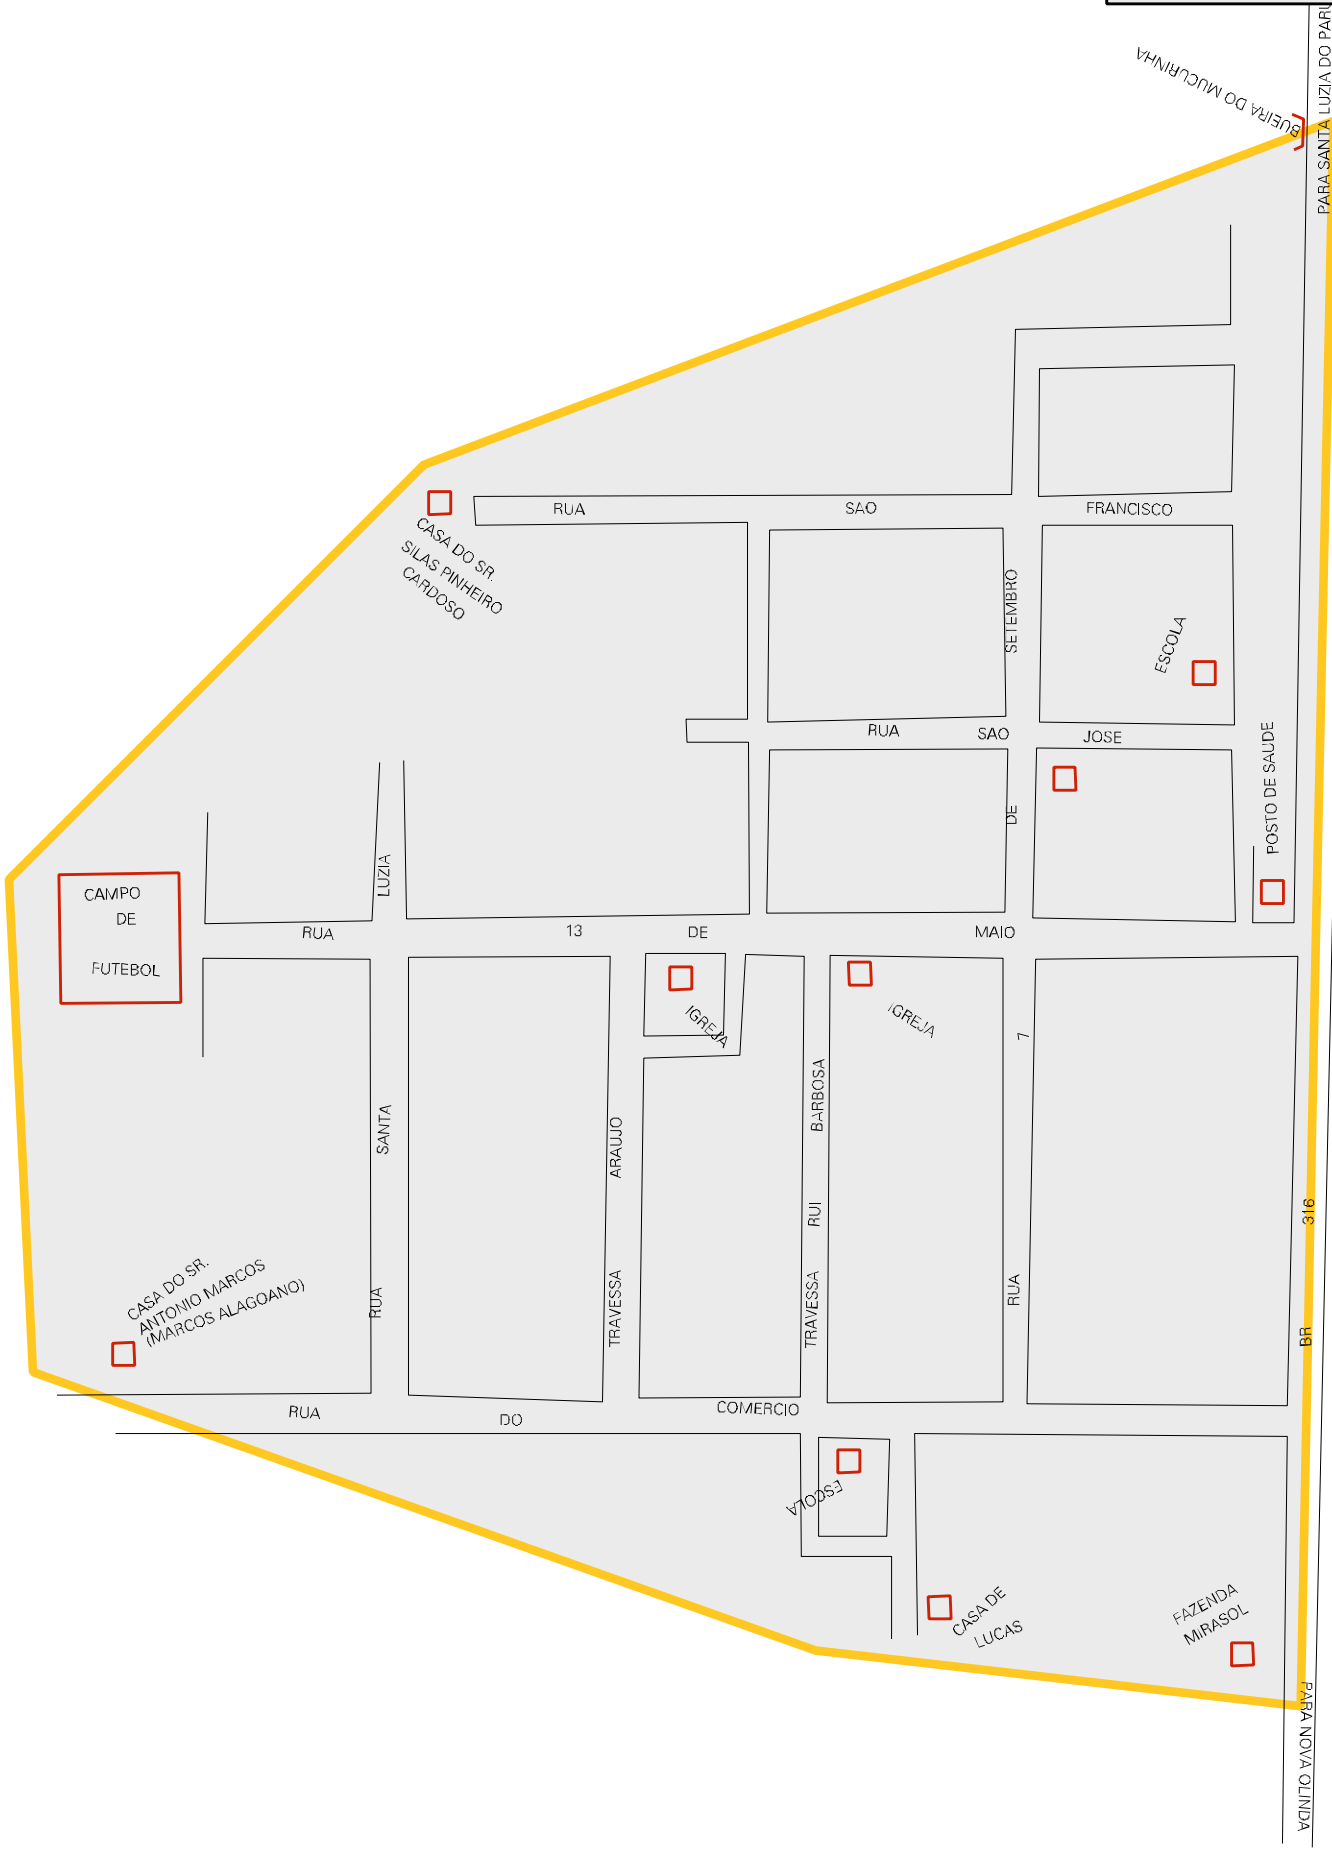 PARA SANTA LUZIA DO PARU
BUEIRA DO MUCURINHA
RUA SAO FRANCISCO
CASA DO SR.
SILAS PINHEIRO
CARDOSO
RUA 7 DE SETEMBRO
ESCOLA
RUA SAO JOSE
POSTO DE SAUDE
CAMPO
DE
FUTEBOL
RUA SANTA LUZIA
RUA 13 DE MAIO
IGREJA
IGREJA
TRAVESSA ARAUJO
TRAVESSA RUI BARBOSA
BR 316
CASA DO SR.
ANTONIO MARCOS
(MARCOS ALAGOANO)
RUA DO COMERCIO
ESCOLA
CASA DE
LUCAS
FAZENDA
MIRASOL
PARA NOVA OLINDA